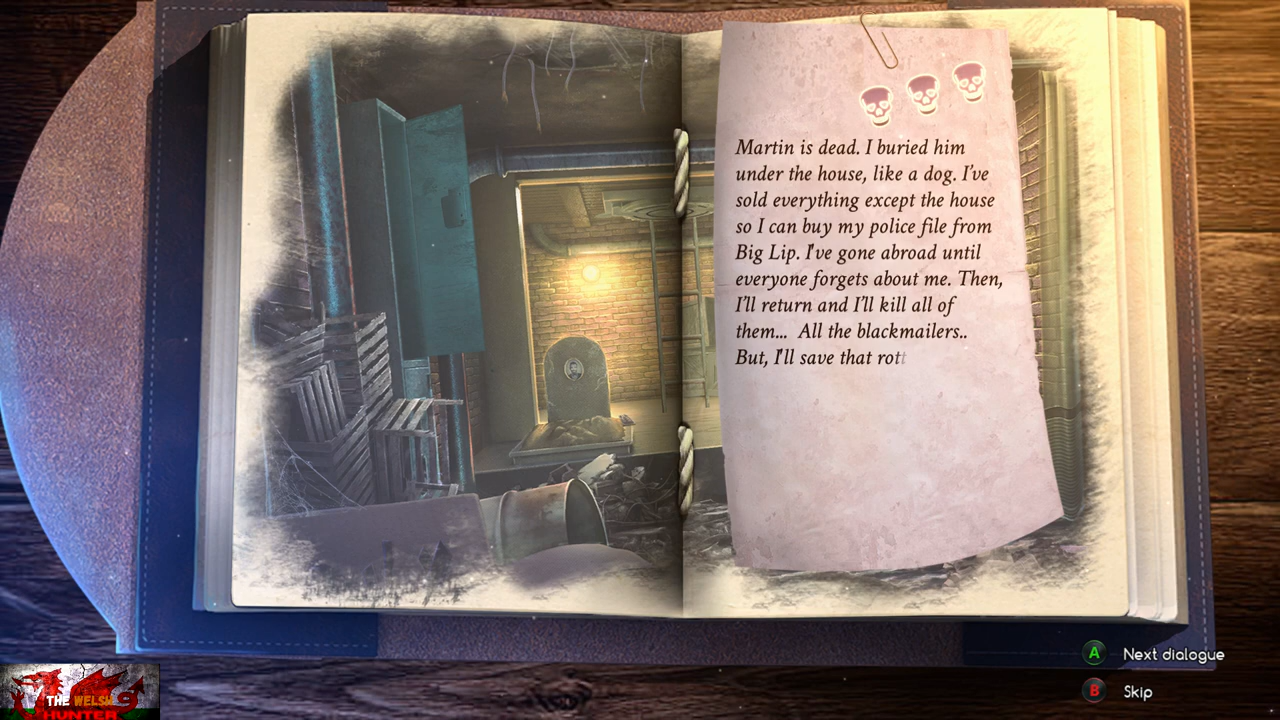 Martin is dead. I buried him
under the house, like a dog. I've
sold everything except the house
so I can buy my police file from
Big Lip. I've gone abroad until
everyone forgets about me. Then,
I'll return and I'll kill all of
them... All the blackmailers..
But, I'll save that rott
A Next dialogue
B Skip
THE WELSH
HUNTER